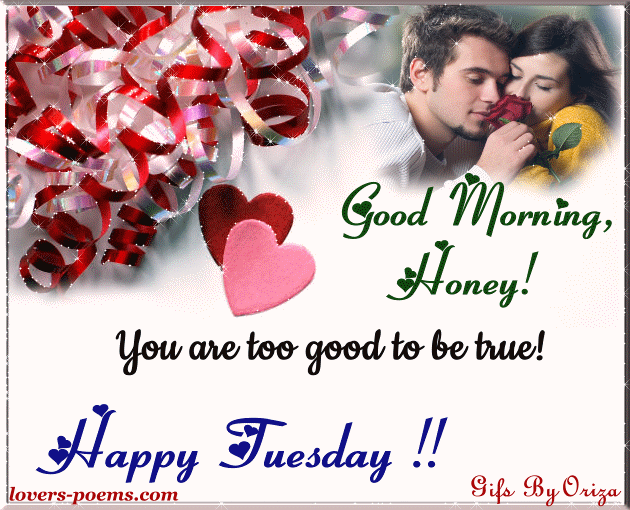 Good Morning,
Honey!
You are too good to be true!
Happy Tuesday !!
lovers-poems.com
Gifs By Oriza